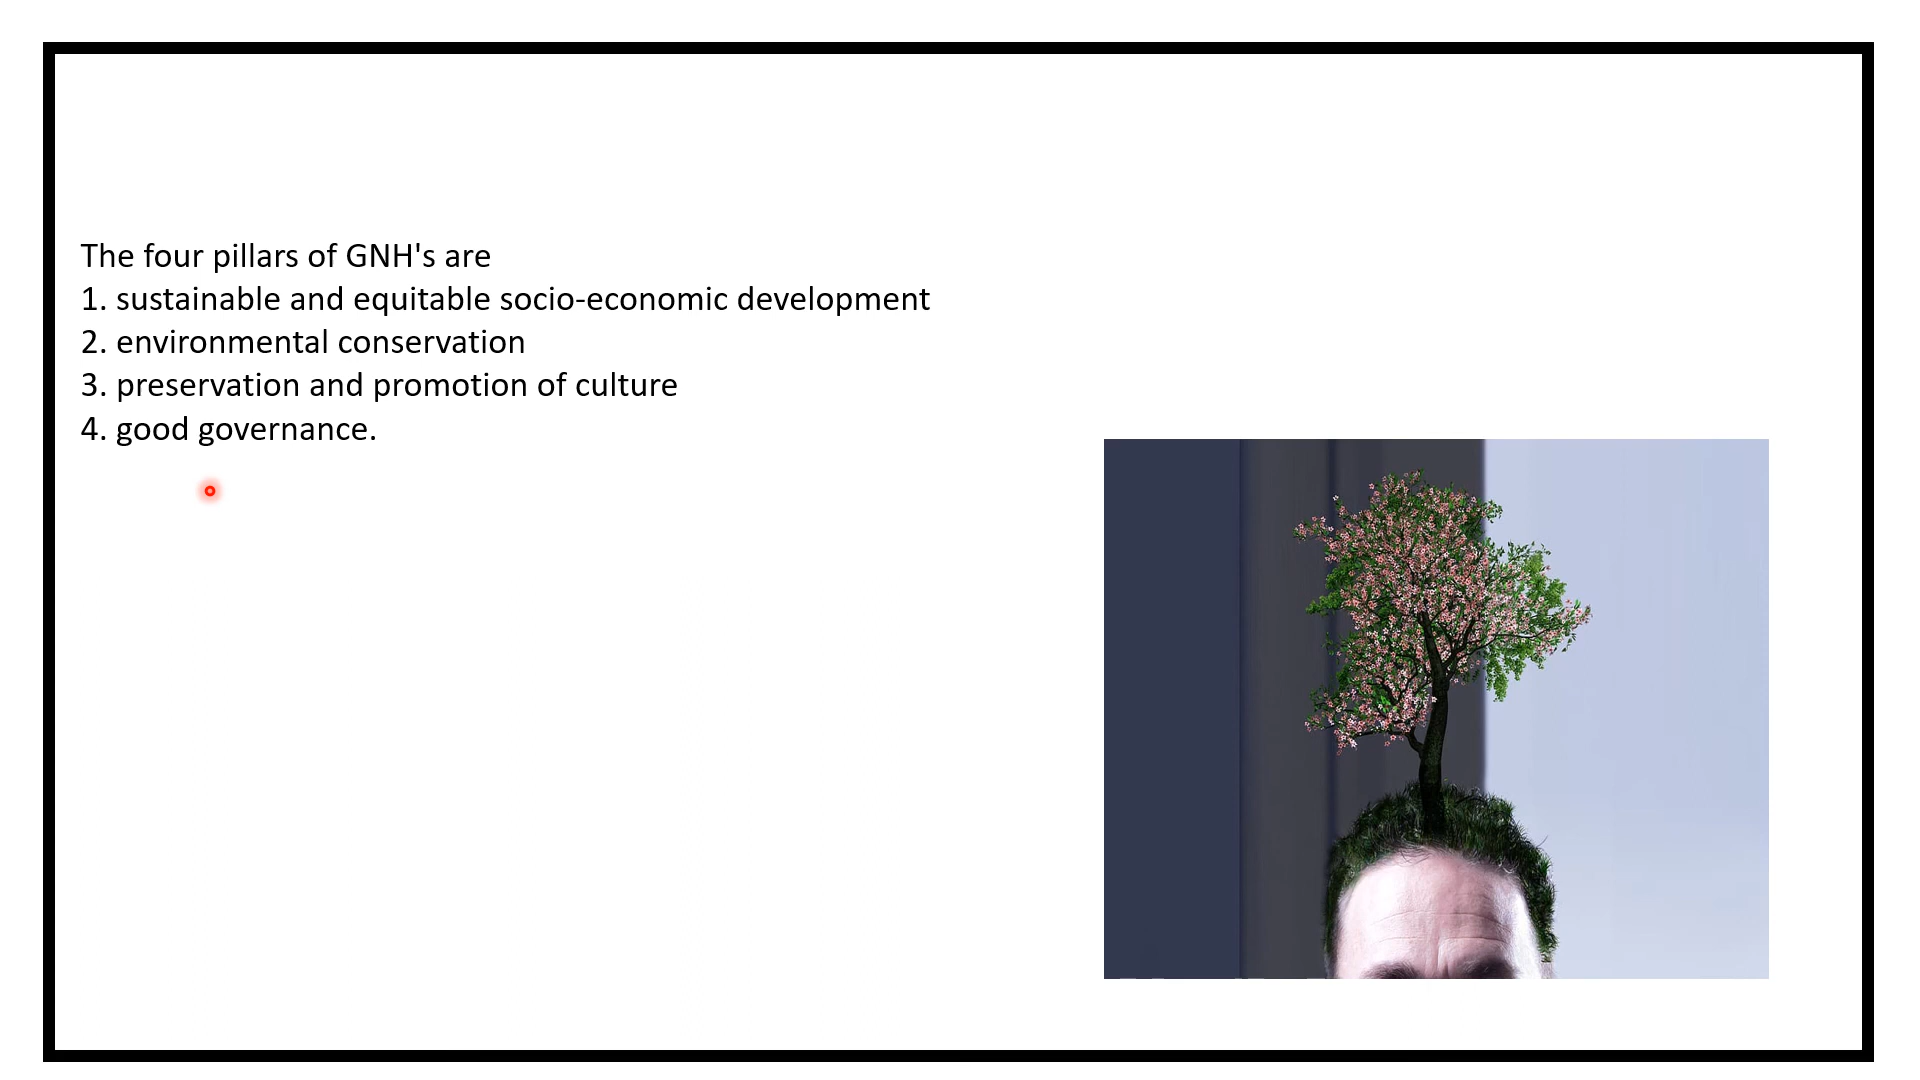 The four pillars of GNH's are
1. sustainable and equitable socio-economic development
2. environmental conservation
3. preservation and promotion of culture
4. good governance.